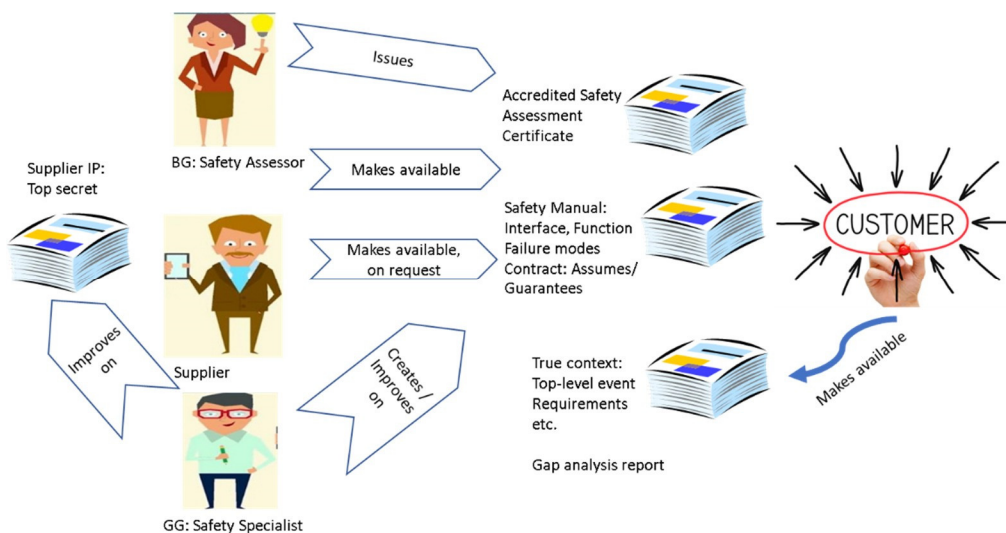 Issues
Accredited Safety
Assessment
Certificate
BG: Safety Assessor
Makes available
Supplier IP:
Top secret
Safety Manual:
Interface, Function
Failure modes
Contract: Assumes/
Guarantees
CUSTOMER
Makes available,
on request
Improves
on
Supplier
Creates/
Improves
on
True context:
Top-level event
Requirements
etc.
Makes available
Gap analysis report
GG: Safety Specialist